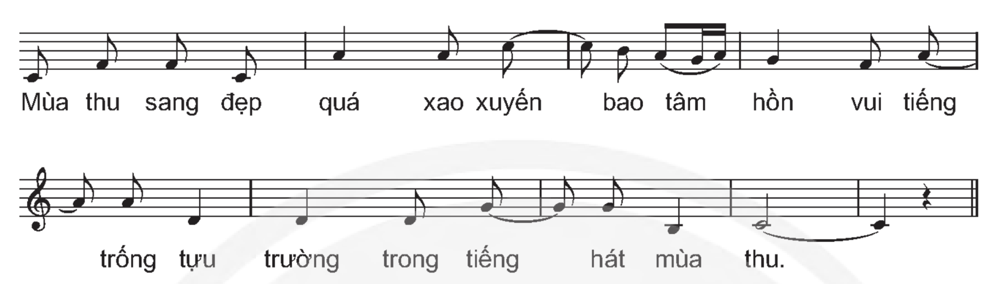 Mùa thu sang đẹp quá xao xuyến bao tâm hồn vui tiếng
trống tựu trường trong tiếng hát mùa thu.